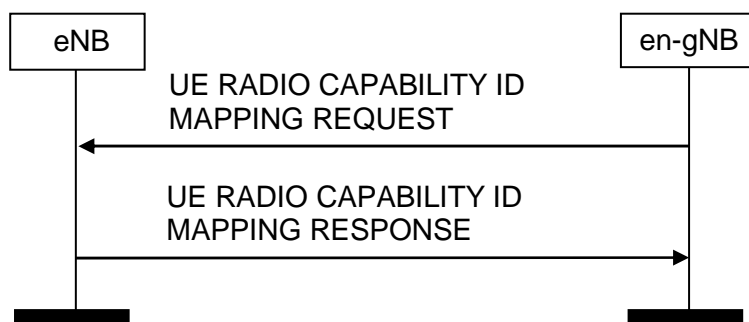 eNB
en-gNB
UE RADIO CAPABILITY ID
MAPPING REQUEST
UE RADIO CAPABILITY ID
MAPPING RESPONSE